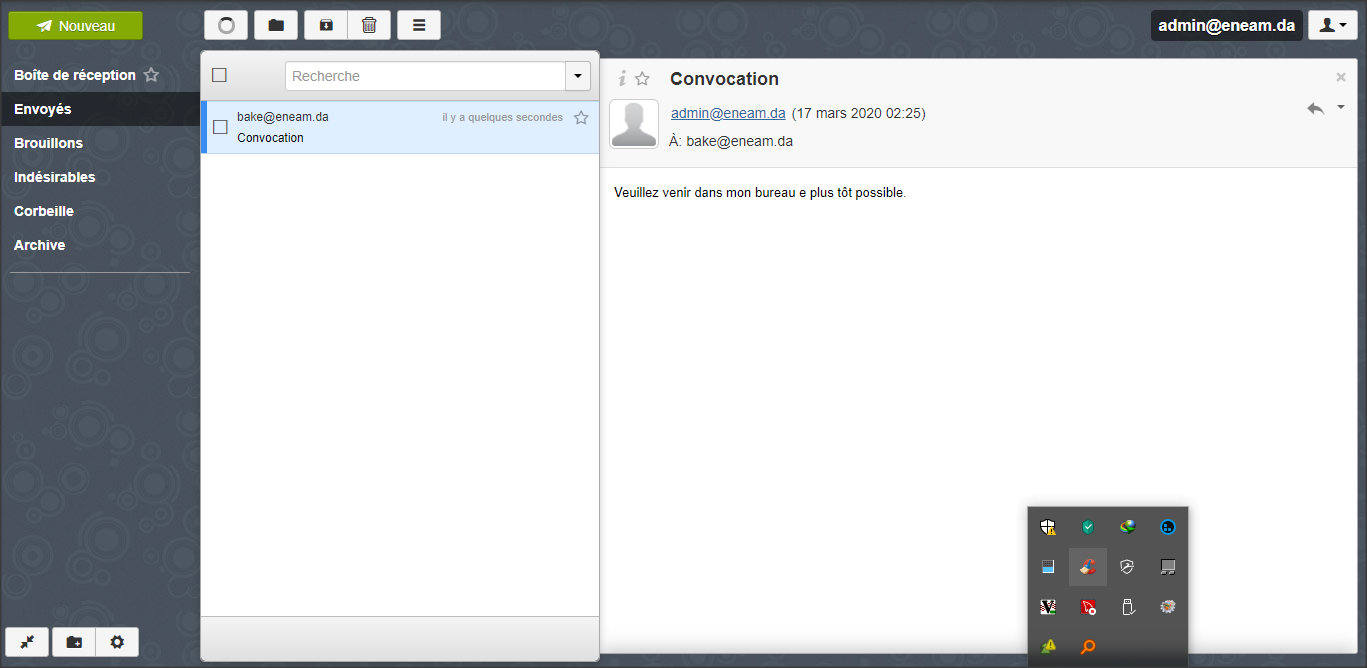 Nouveau
admin@eneam.da
Boîte de réception
Envoyés
Brouillons
Indésirables
Corbeille
Archive
Recherche
bake@eneam.da
il y a quelques secondes
Convocation
Convocation
admin@eneam.da (17 mars 2020 02:25)
À: bake@eneam.da
Veuillez venir dans mon bureau e plus tôt possible.